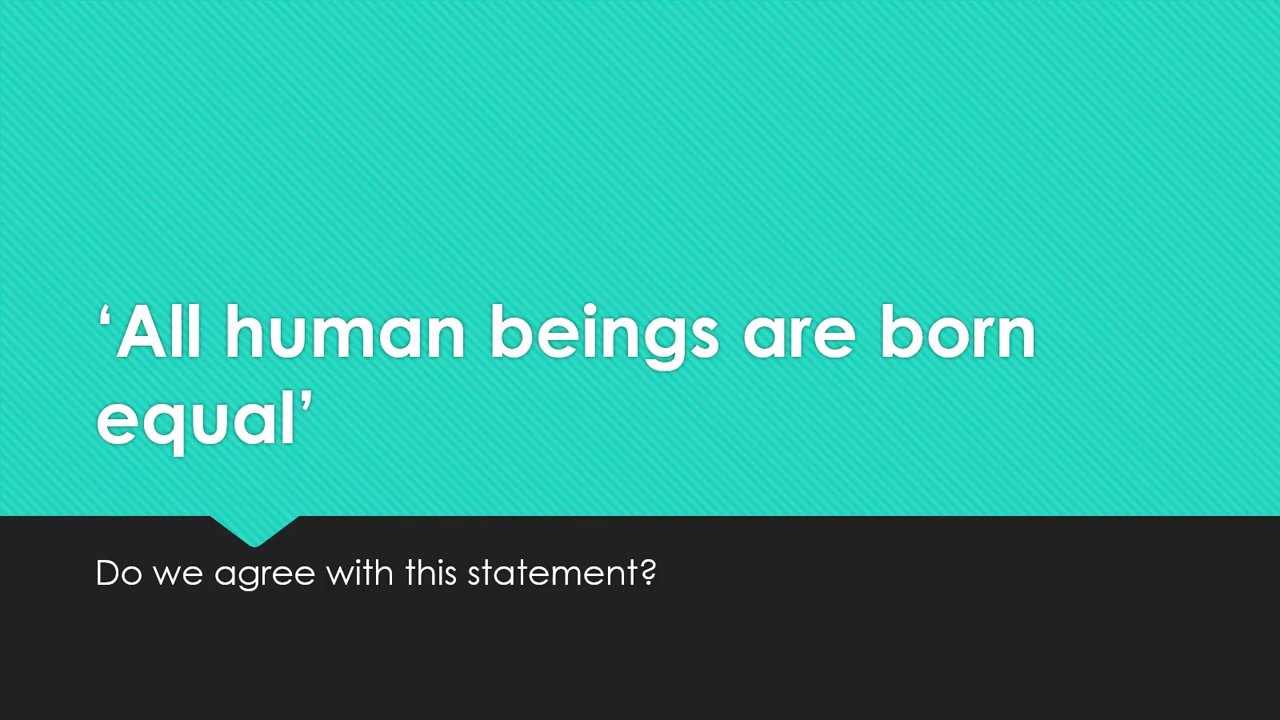 ‘All human beings are born
equal’
Do we agree with this statement?